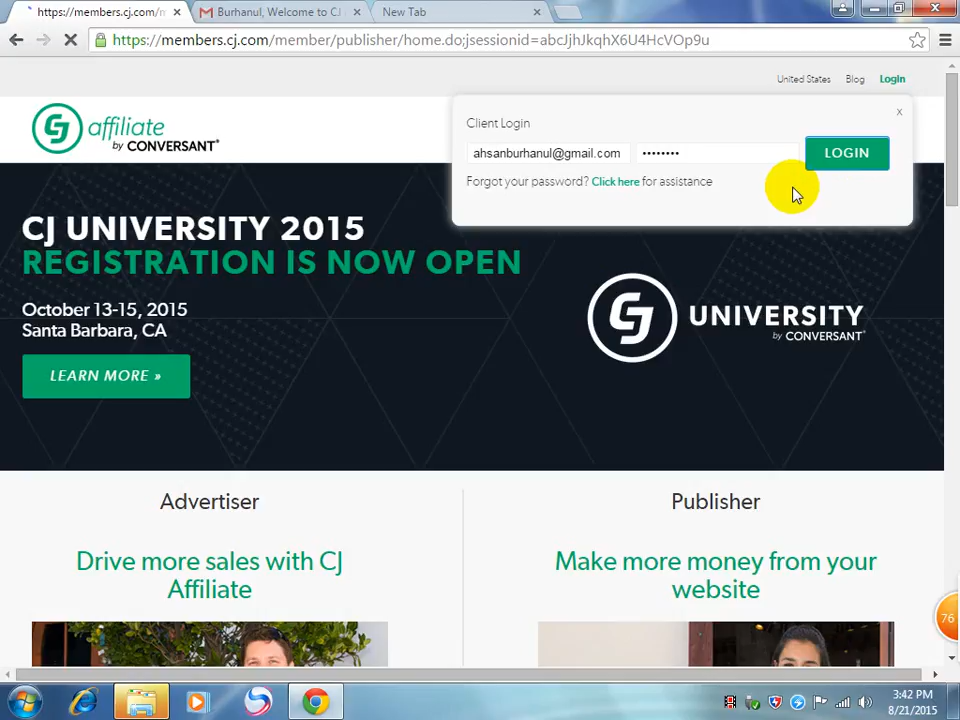 https://members.cj.com/m
Burhanul, Welcome to CJ
New Tab
https://members.cj.com/member/publisher/home.do;jsessionid=abcJjhJkqhX6U4HcVOp9u
United States Blog Login
CJ affiliate by CONVERSANT
x
Client Login
ahsanburhanul@gmail.com •••••••• LOGIN
Forgot your password? Click here for assistance
CJ UNIVERSITY 2015
REGISTRATION IS NOW OPEN
October 13-15, 2015
Santa Barbara, CA
LEARN MORE »
CJ UNIVERSITY
by CONVERSANT
Advertiser
Drive more sales with CJ
Affiliate
Publisher
Make more money from your
website
76
3:42 PM
8/21/2015